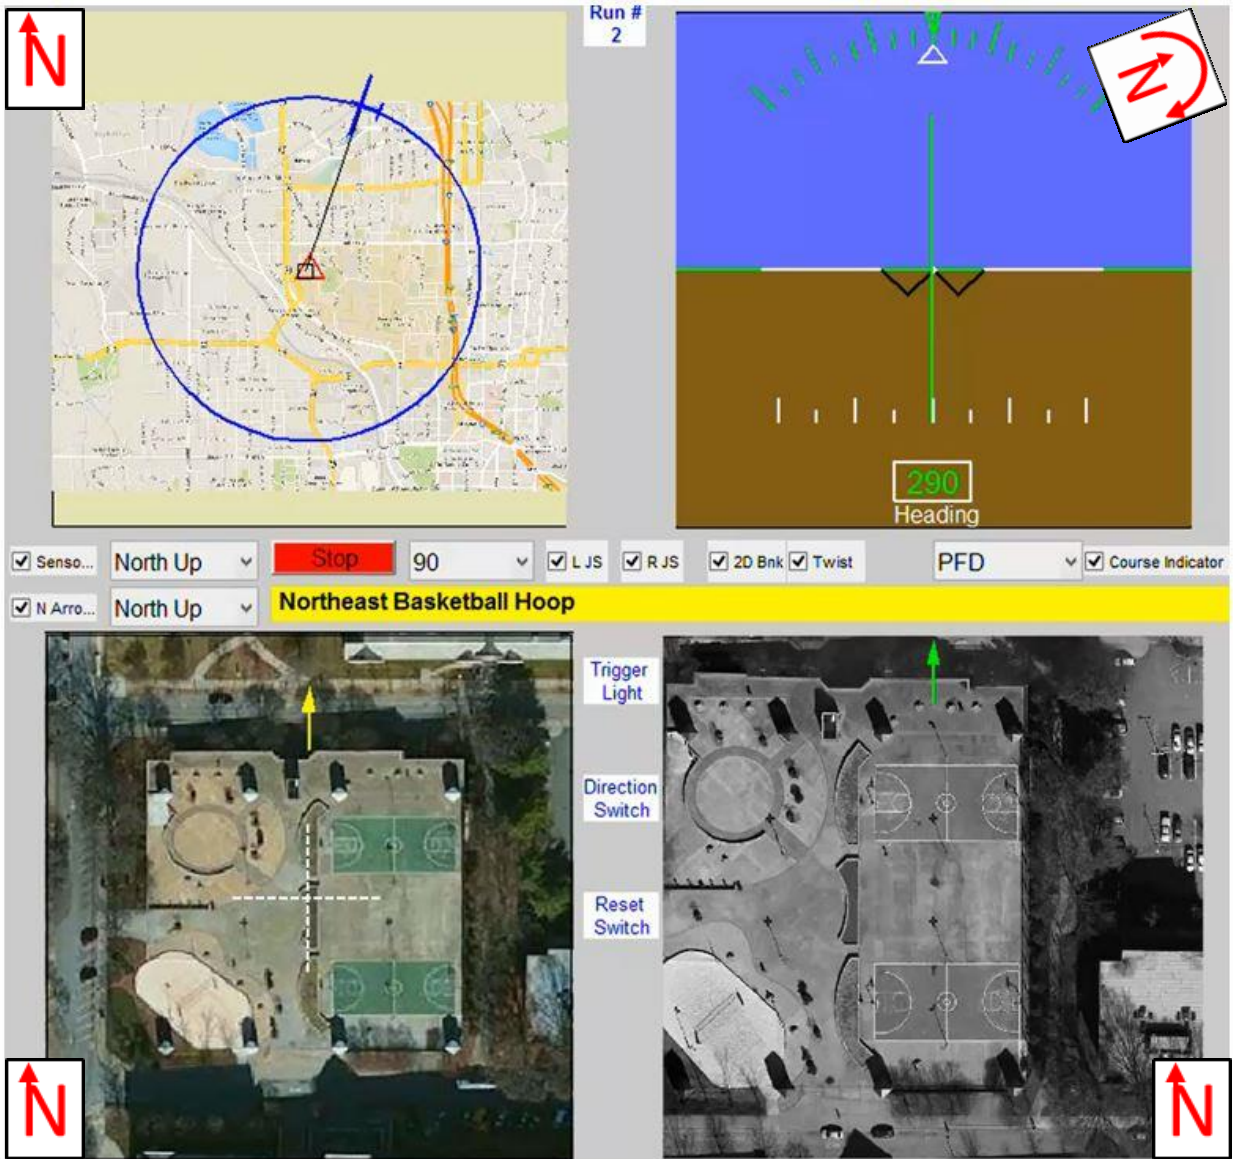 N
Run #
2
N
290
Heading
Senso...
North Up
Stop
90
L JS
R JS
2D Bnk
Twist
PFD
Course Indicator
N Arro...
North Up
Northeast Basketball Hoop
Trigger
Light
Direction
Switch
Reset
Switch
N
N